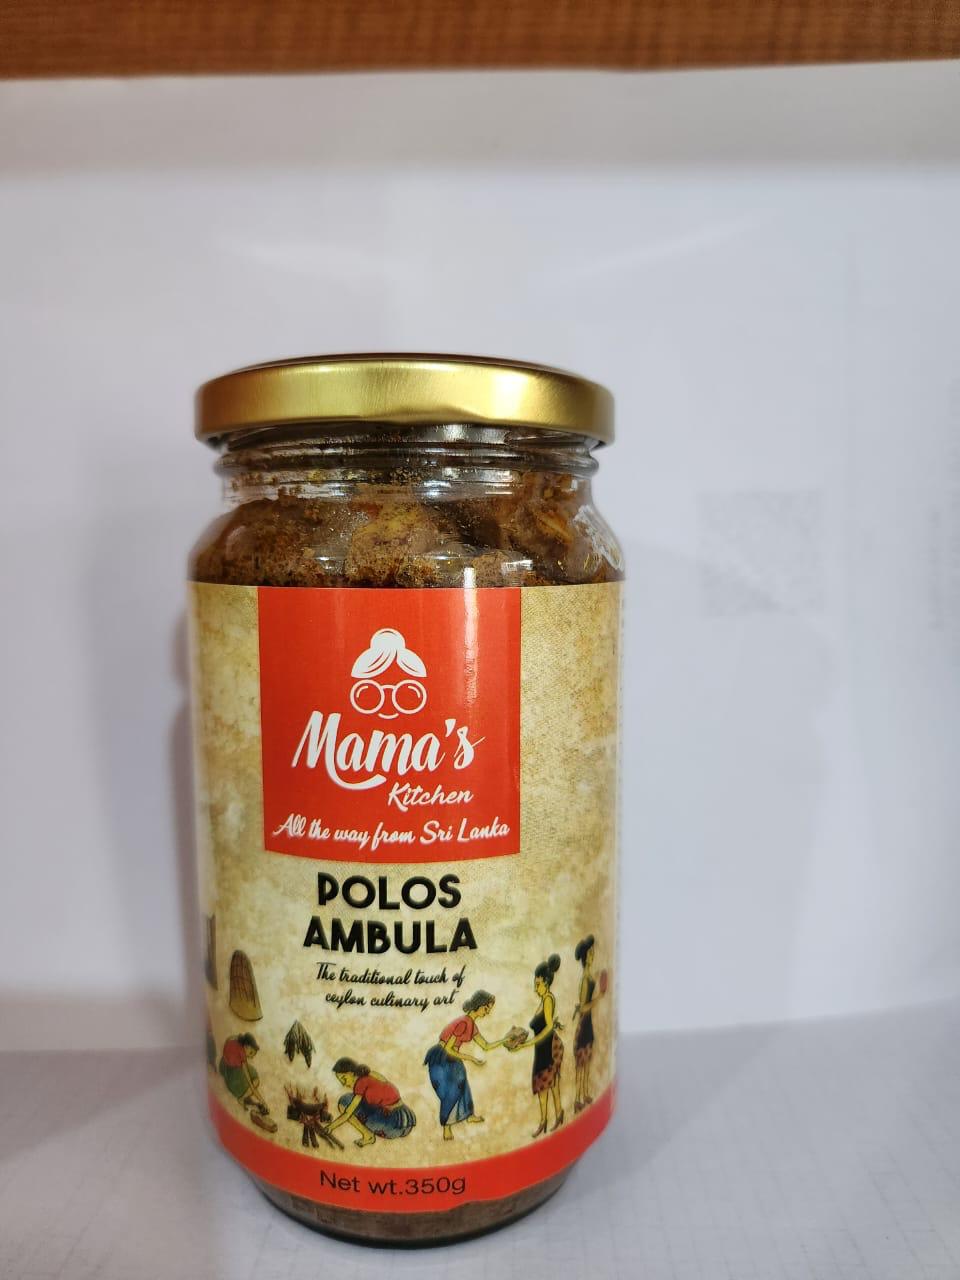 Mama's
Kitchen
All the way from Sri Lanka
POLOS
AMBULA
The traditional touch of
ceylon culinary art
Net wt.350g